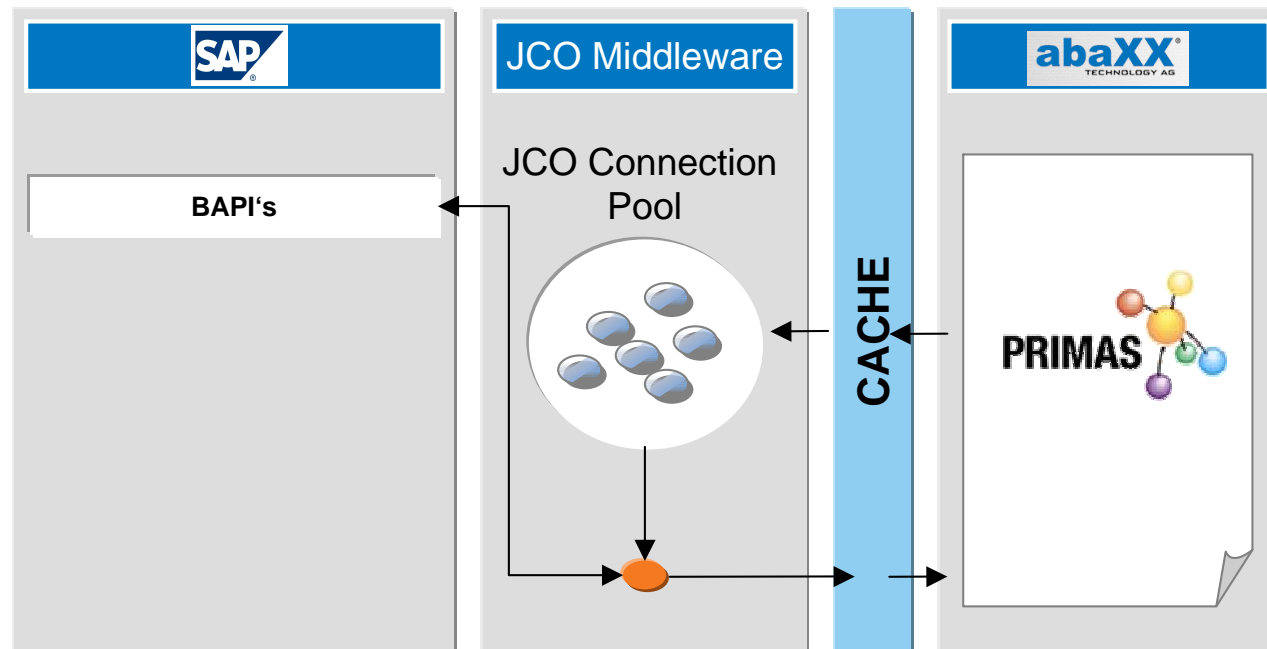 SAP
®
JCO Middleware
abaXX®
TECHNOLOGY AG
JCO Connection
Pool
BAPI‘s
CACHE
PRIMAS